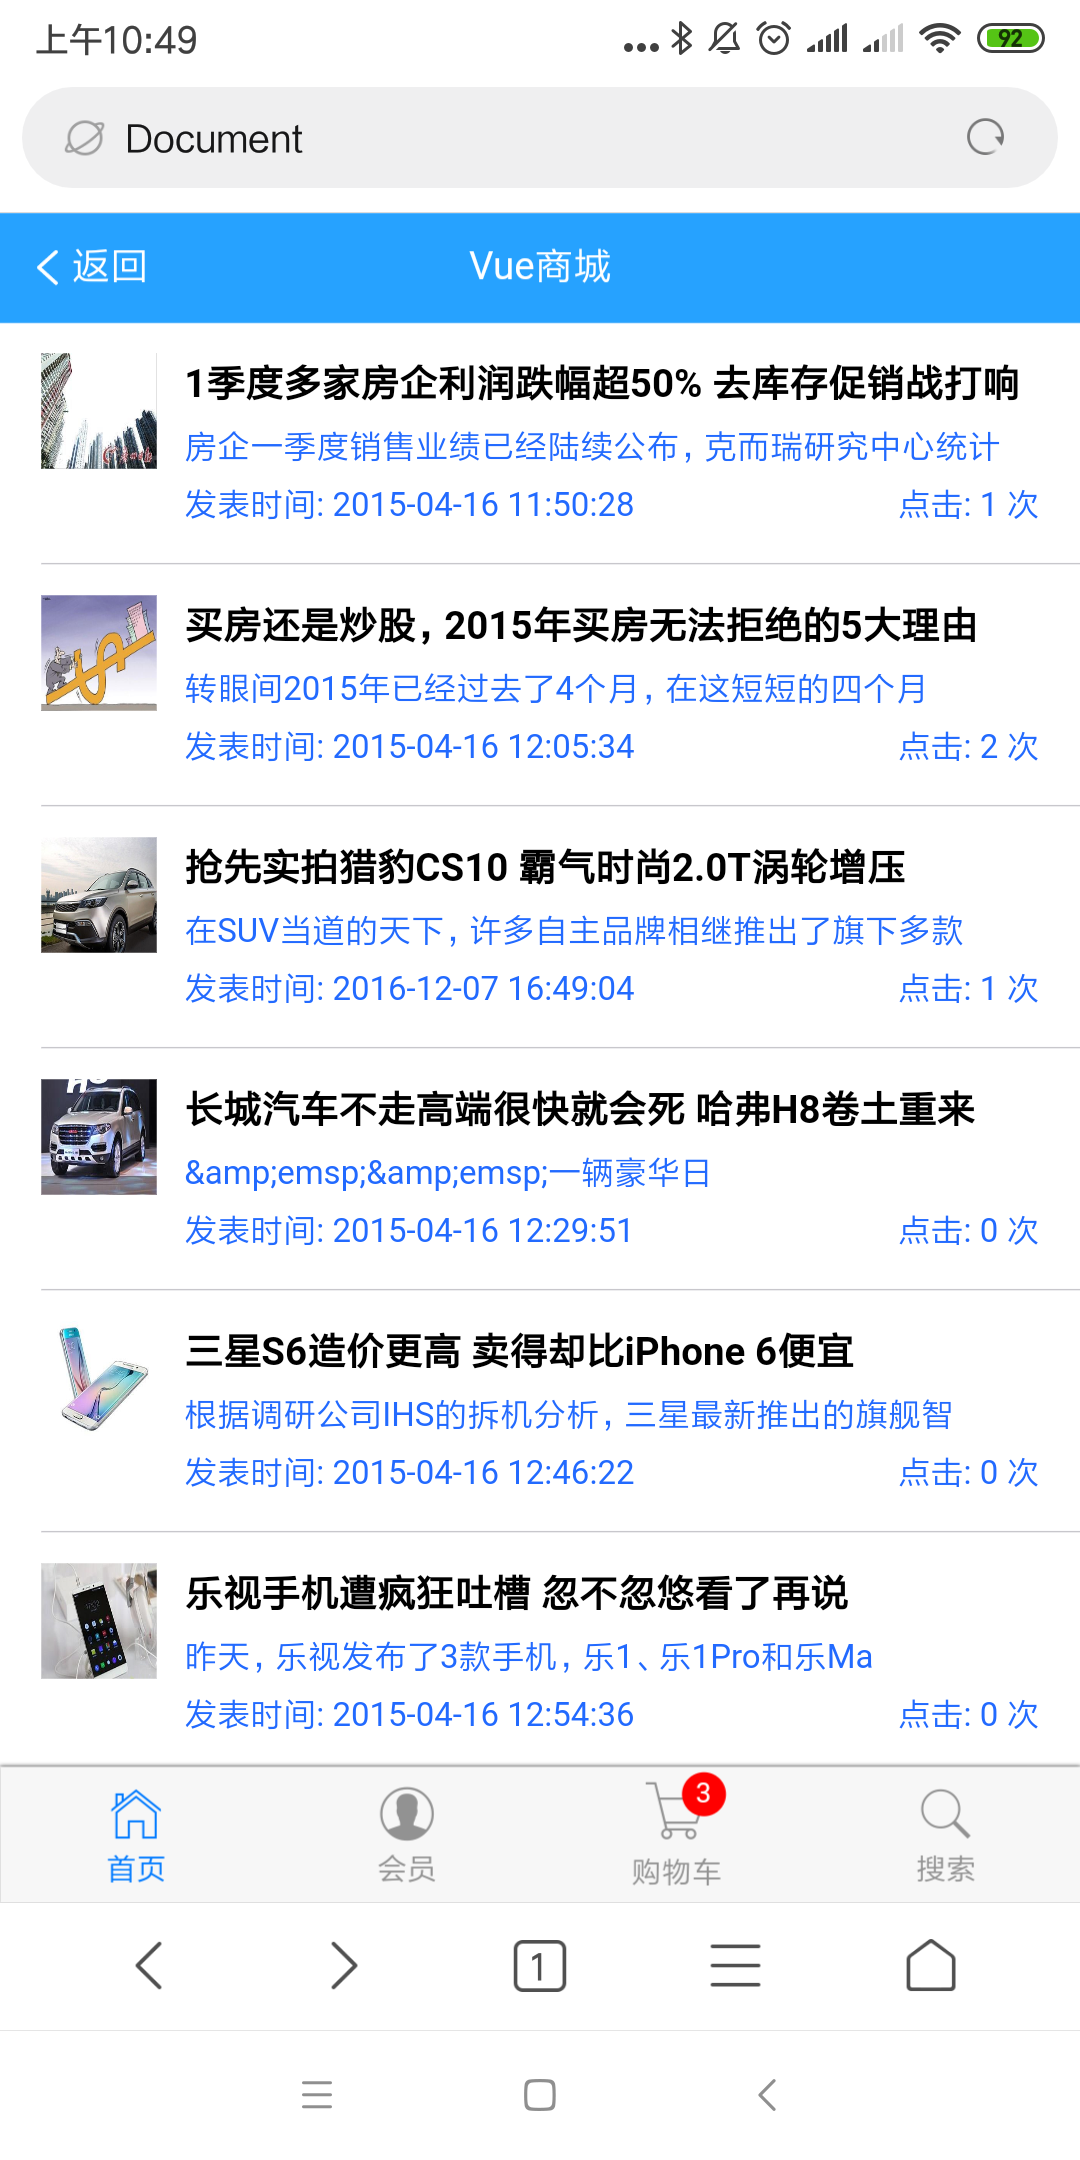 上午10:49
92
Document
返回
Vue商城
1季度多家房企利润跌幅超50% 去库存促销战打响
房企一季度销售业绩已经陆续公布，克而瑞研究中心统计
发表时间: 2015-04-16 11:50:28
点击: 1 次
买房还是炒股，2015年买房无法拒绝的5大理由
转眼间2015年已经过去了4个月，在这短短的四个月
发表时间: 2015-04-16 12:05:34
点击: 2 次
抢先实拍猎豹CS10 霸气时尚2.0T涡轮增压
在SUV当道的天下，许多自主品牌相继推出了旗下多款
发表时间: 2016-12-07 16:49:04
点击: 1 次
长城汽车不走高端很快就会死 哈弗H8卷土重来
&amp;emsp;&amp;emsp;一辆豪华日
发表时间: 2015-04-16 12:29:51
点击: 0 次
三星S6造价更高 卖得却比iPhone 6便宜
根据调研公司IHS的拆机分析，三星最新推出的旗舰智
发表时间: 2015-04-16 12:46:22
点击: 0 次
乐视手机遭疯狂吐槽 忽不忽悠看了再说
昨天，乐视发布了3款手机，乐1、乐1Pro和乐Ma
发表时间: 2015-04-16 12:54:36
点击: 0 次
3
首页
会员
购物车
搜索
1